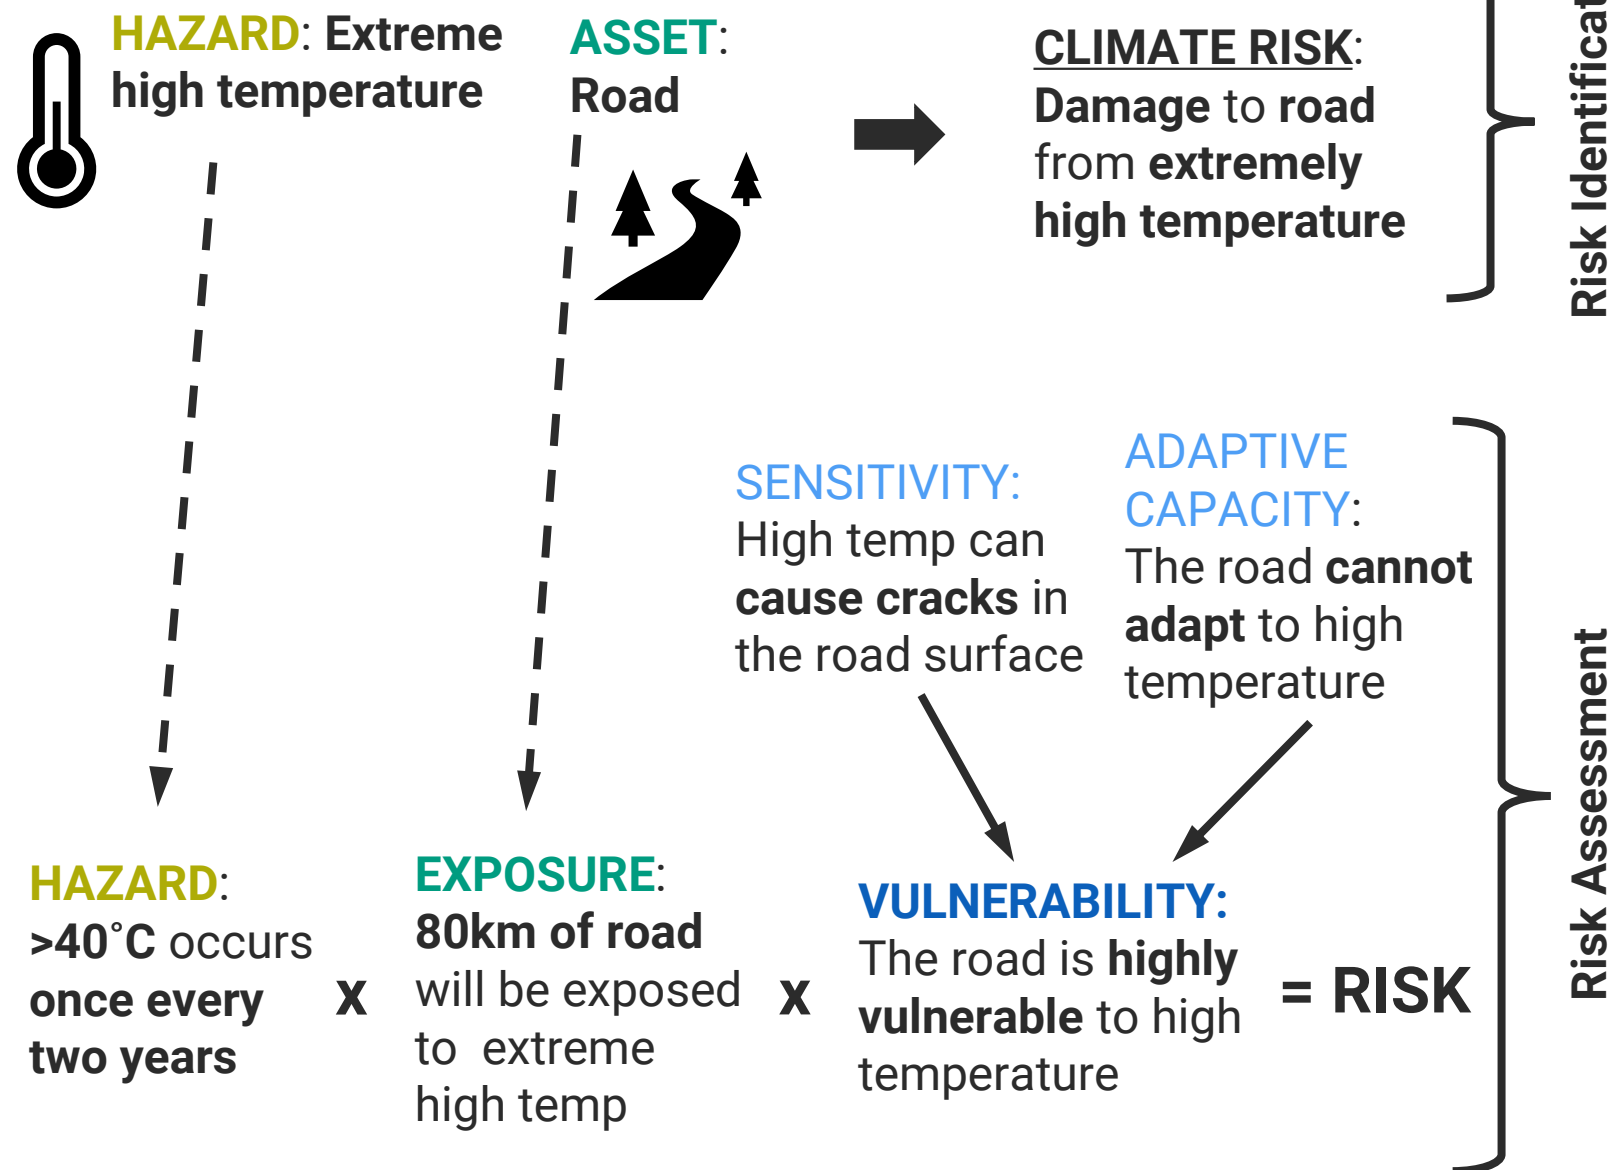 HAZARD: Extreme
high temperature
ASSET:
Road
CLIMATE RISK:
Damage to road
from extremely
high temperature
Risk Identificat
SENSITIVITY:
High temp can
cause cracks in
the road surface
ADAPTIVE
CAPACITY:
The road cannot
adapt to high
temperature
HAZARD:
>40˚C occurs
once every
two years
x
EXPOSURE:
80km of road
will be exposed
to extreme
high temp
x
VULNERABILITY:
The road is highly
vulnerable to high
temperature
= RISK
Risk Assessment